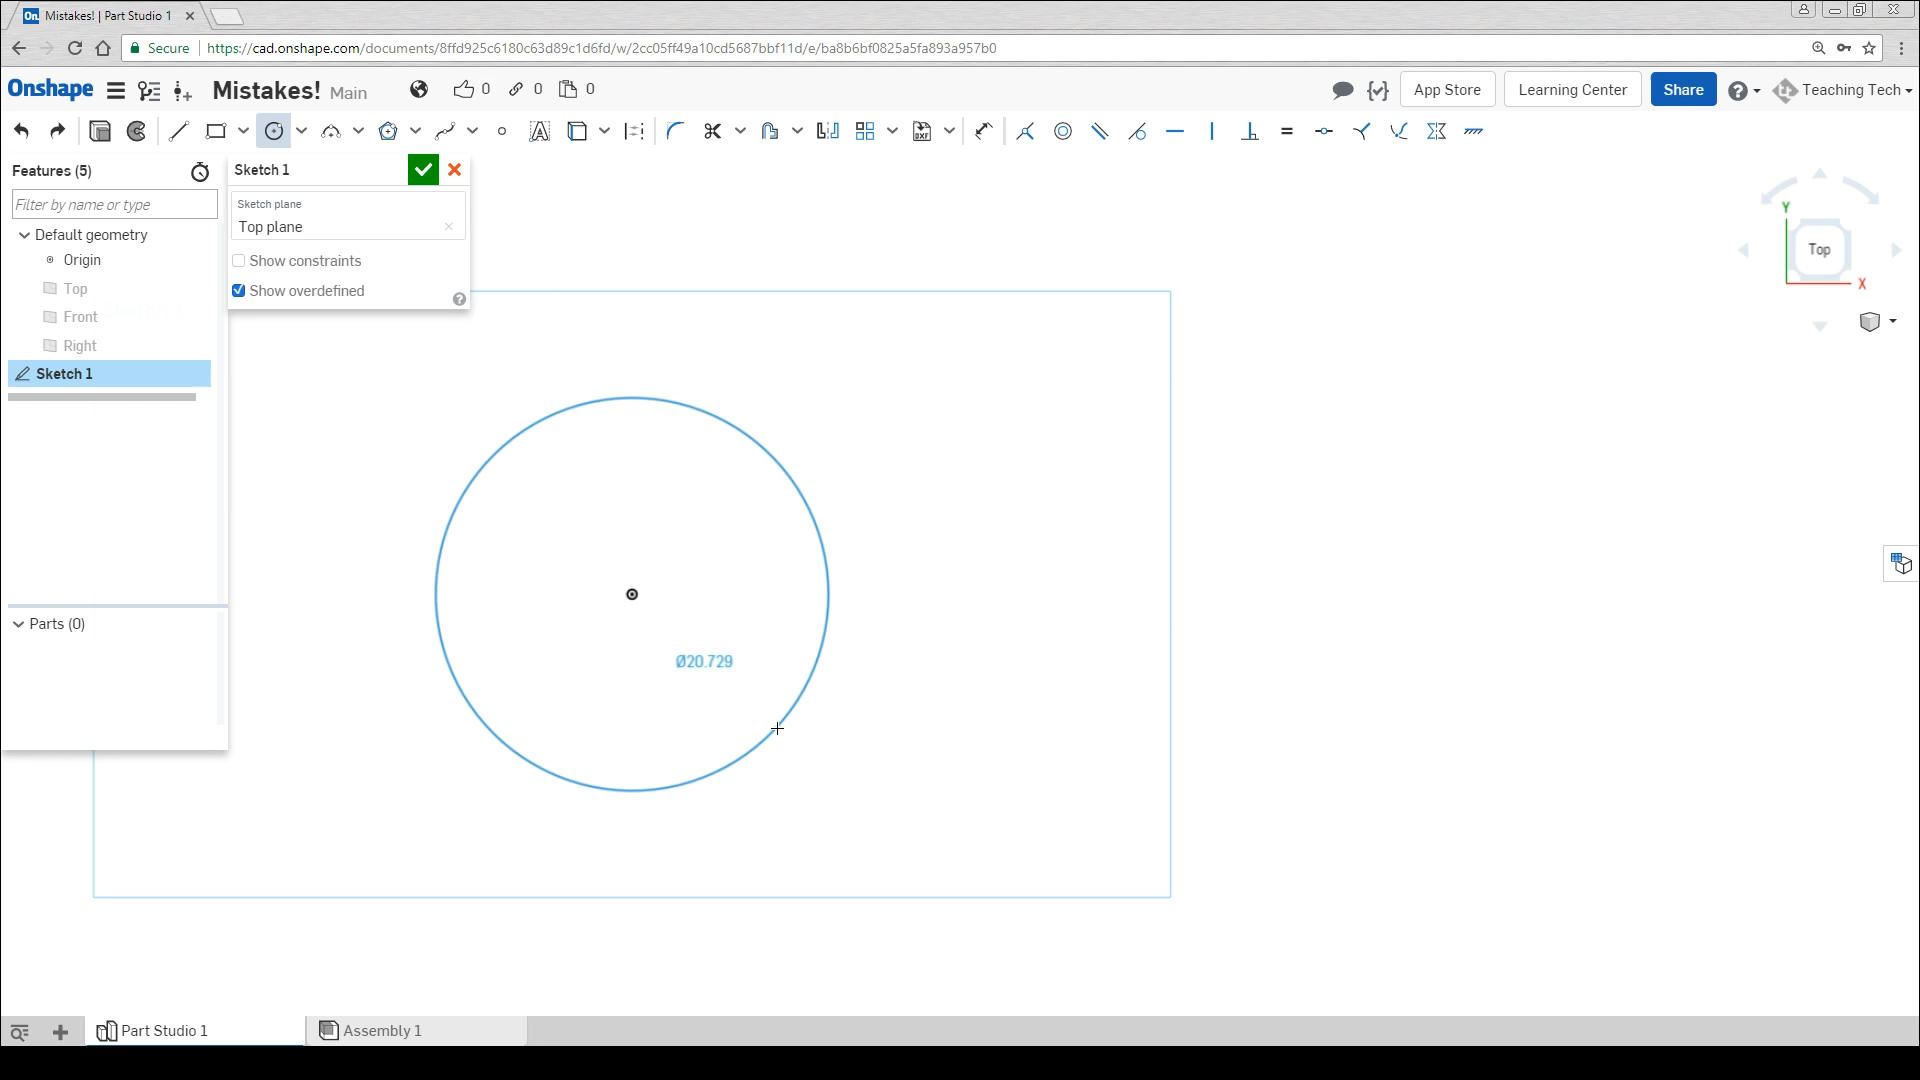 On Mistakes! | Part Studio 1
Secure https://cad.onshape.com/documents/8ffd925c6180c63d89c1d6fd/w/2cc05ff49a10cd5687bbf11d/e/ba8b6bf0825a5fa893a957b0
Onshape Mistakes! Main 0 0 0 App Store Learning Center Share Teaching Tech
Features (5)
Filter by name or type
Default geometry
Origin
Top
Front
Right
Sketch 1
Parts (0)
Sketch 1
Sketch plane
Top plane
Show constraints
Show overdefined
Y
Top
X
Ø20.729
Part Studio 1 Assembly 1